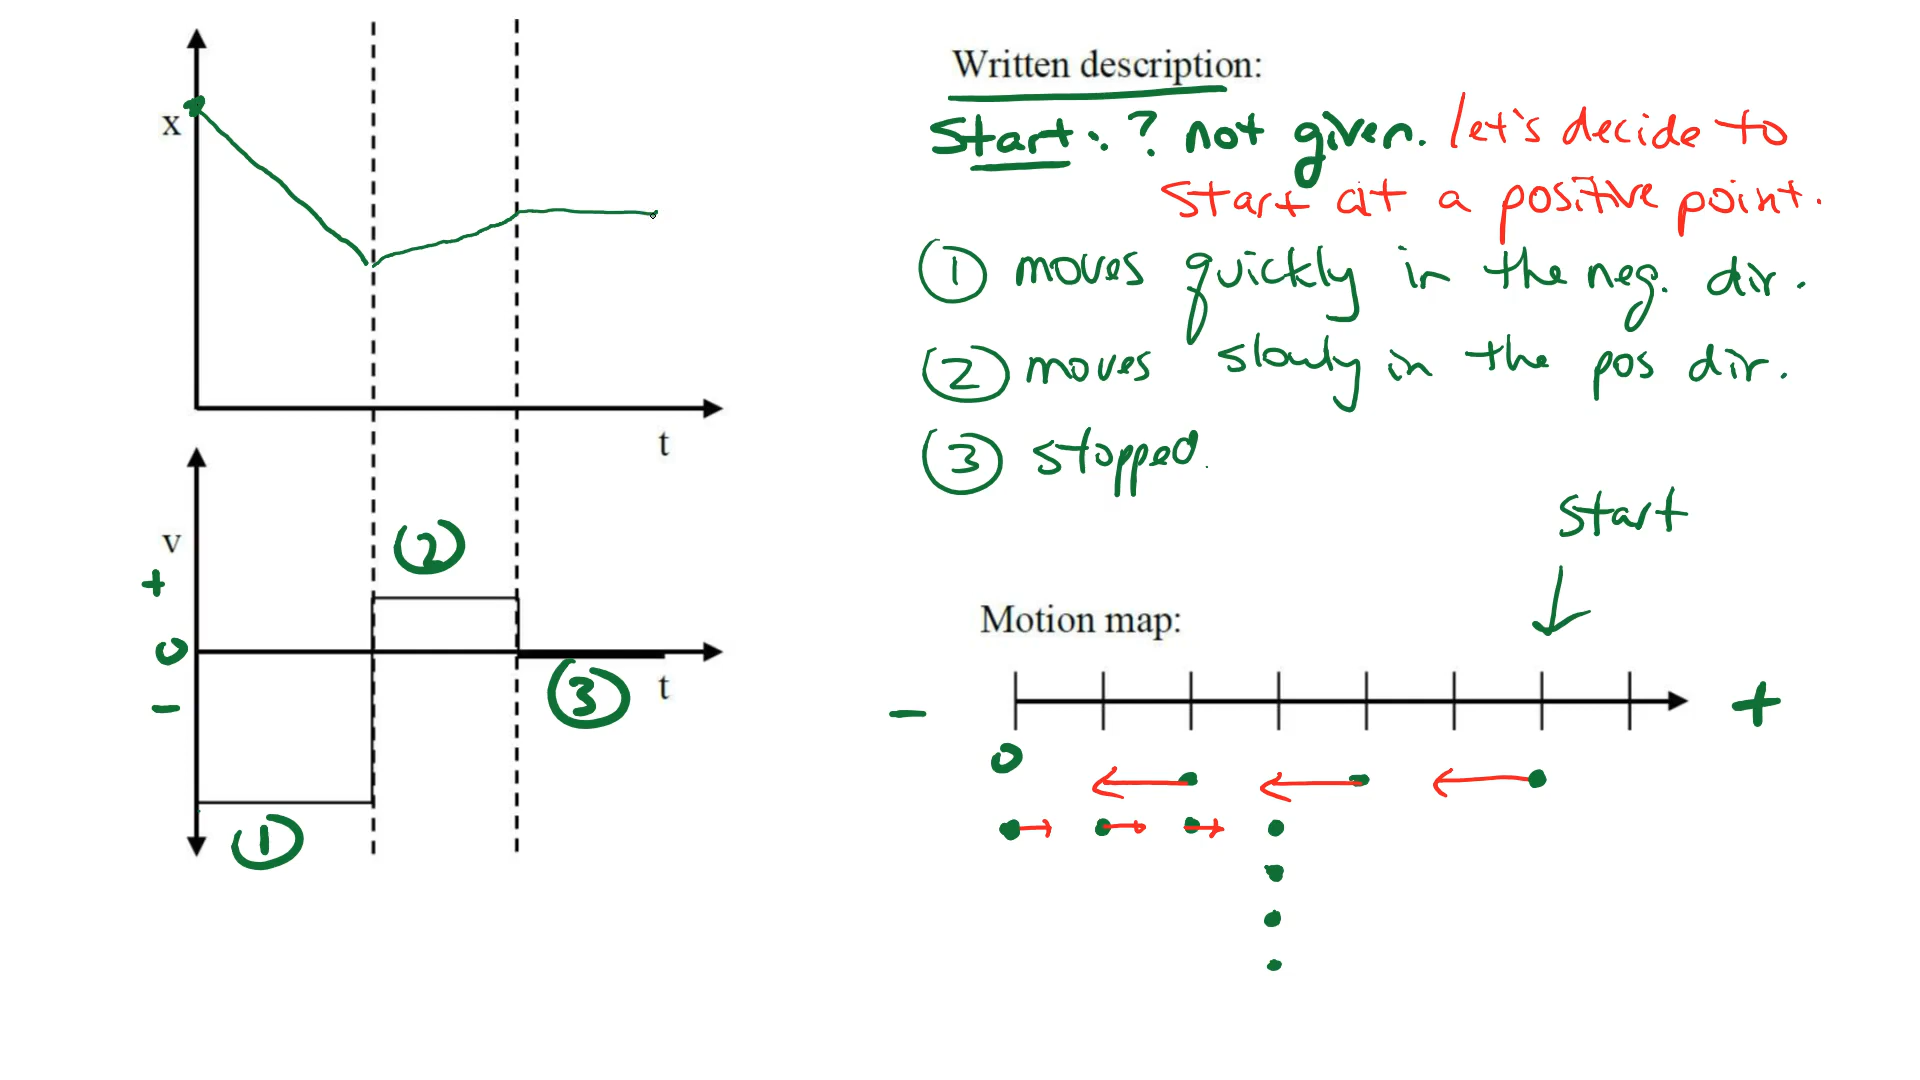 x
t
v
+
0
-
t
(1)
(2)
(3)
Written description:
Start: ? not given. let's decide to
start at a positive point.
(1) moves quickly in the neg. dir.
(2) moves slowly in the pos dir.
(3) stopped.
start
Motion map:
- +
0